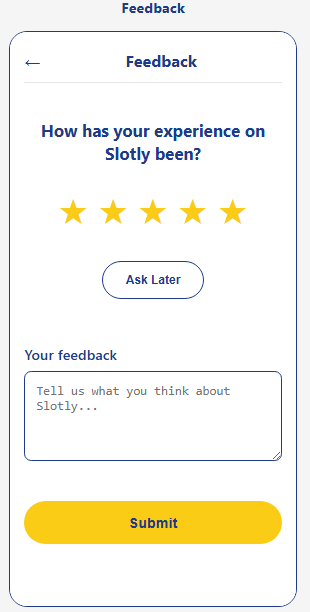 Feedback
← Feedback
How has your experience on
Slotly been?
Ask Later
Your feedback
Tell us what you think about
Slotly...
Submit